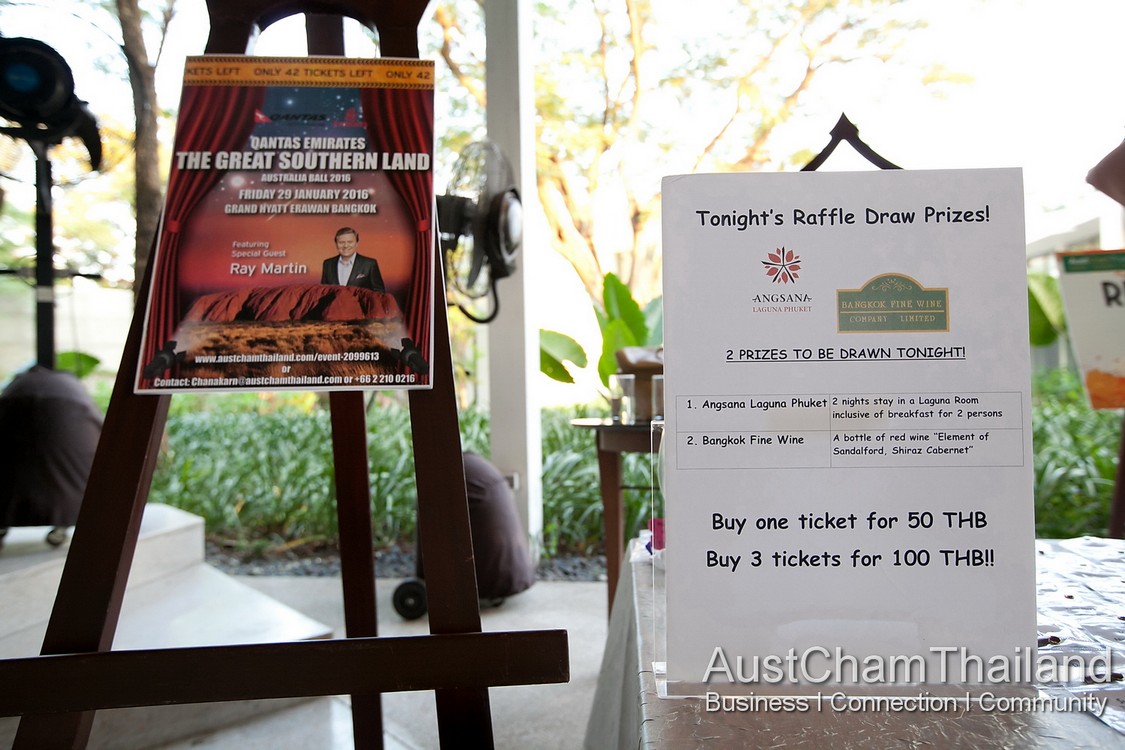 KETS LEFT ONLY 42 TICKETS LEFT ONLY 42
QANTAS
QANTAS EMIRATES
THE GREAT SOUTHERN LAND
AUSTRALIA BALL 2016
FRIDAY 29 JANUARY 2016
GRAND HYATT ERAWAN BANGKOK
Featuring
Special Guest
Ray Martin
www.austchamthailand.com/event-2099613
or
Contact: Chanakarn@austchamthailand.com or +66 2 210 0216
Tonight's Raffle Draw Prizes!
ANGSANA
LAGUNA PHUKET
BANGKOK FINE WINE
COMPANY LIMITED
2 PRIZES TO BE DRAWN TONIGHT!
1. Angsana Laguna Phuket 2 nights stay in a Laguna Room
inclusive of breakfast for 2 persons
2. Bangkok Fine Wine A bottle of red wine "Element of
Sandalford, Shiraz Cabernet"
Buy one ticket for 50 THB
Buy 3 tickets for 100 THB!!
AustChamThailand
Business | Connection | Community